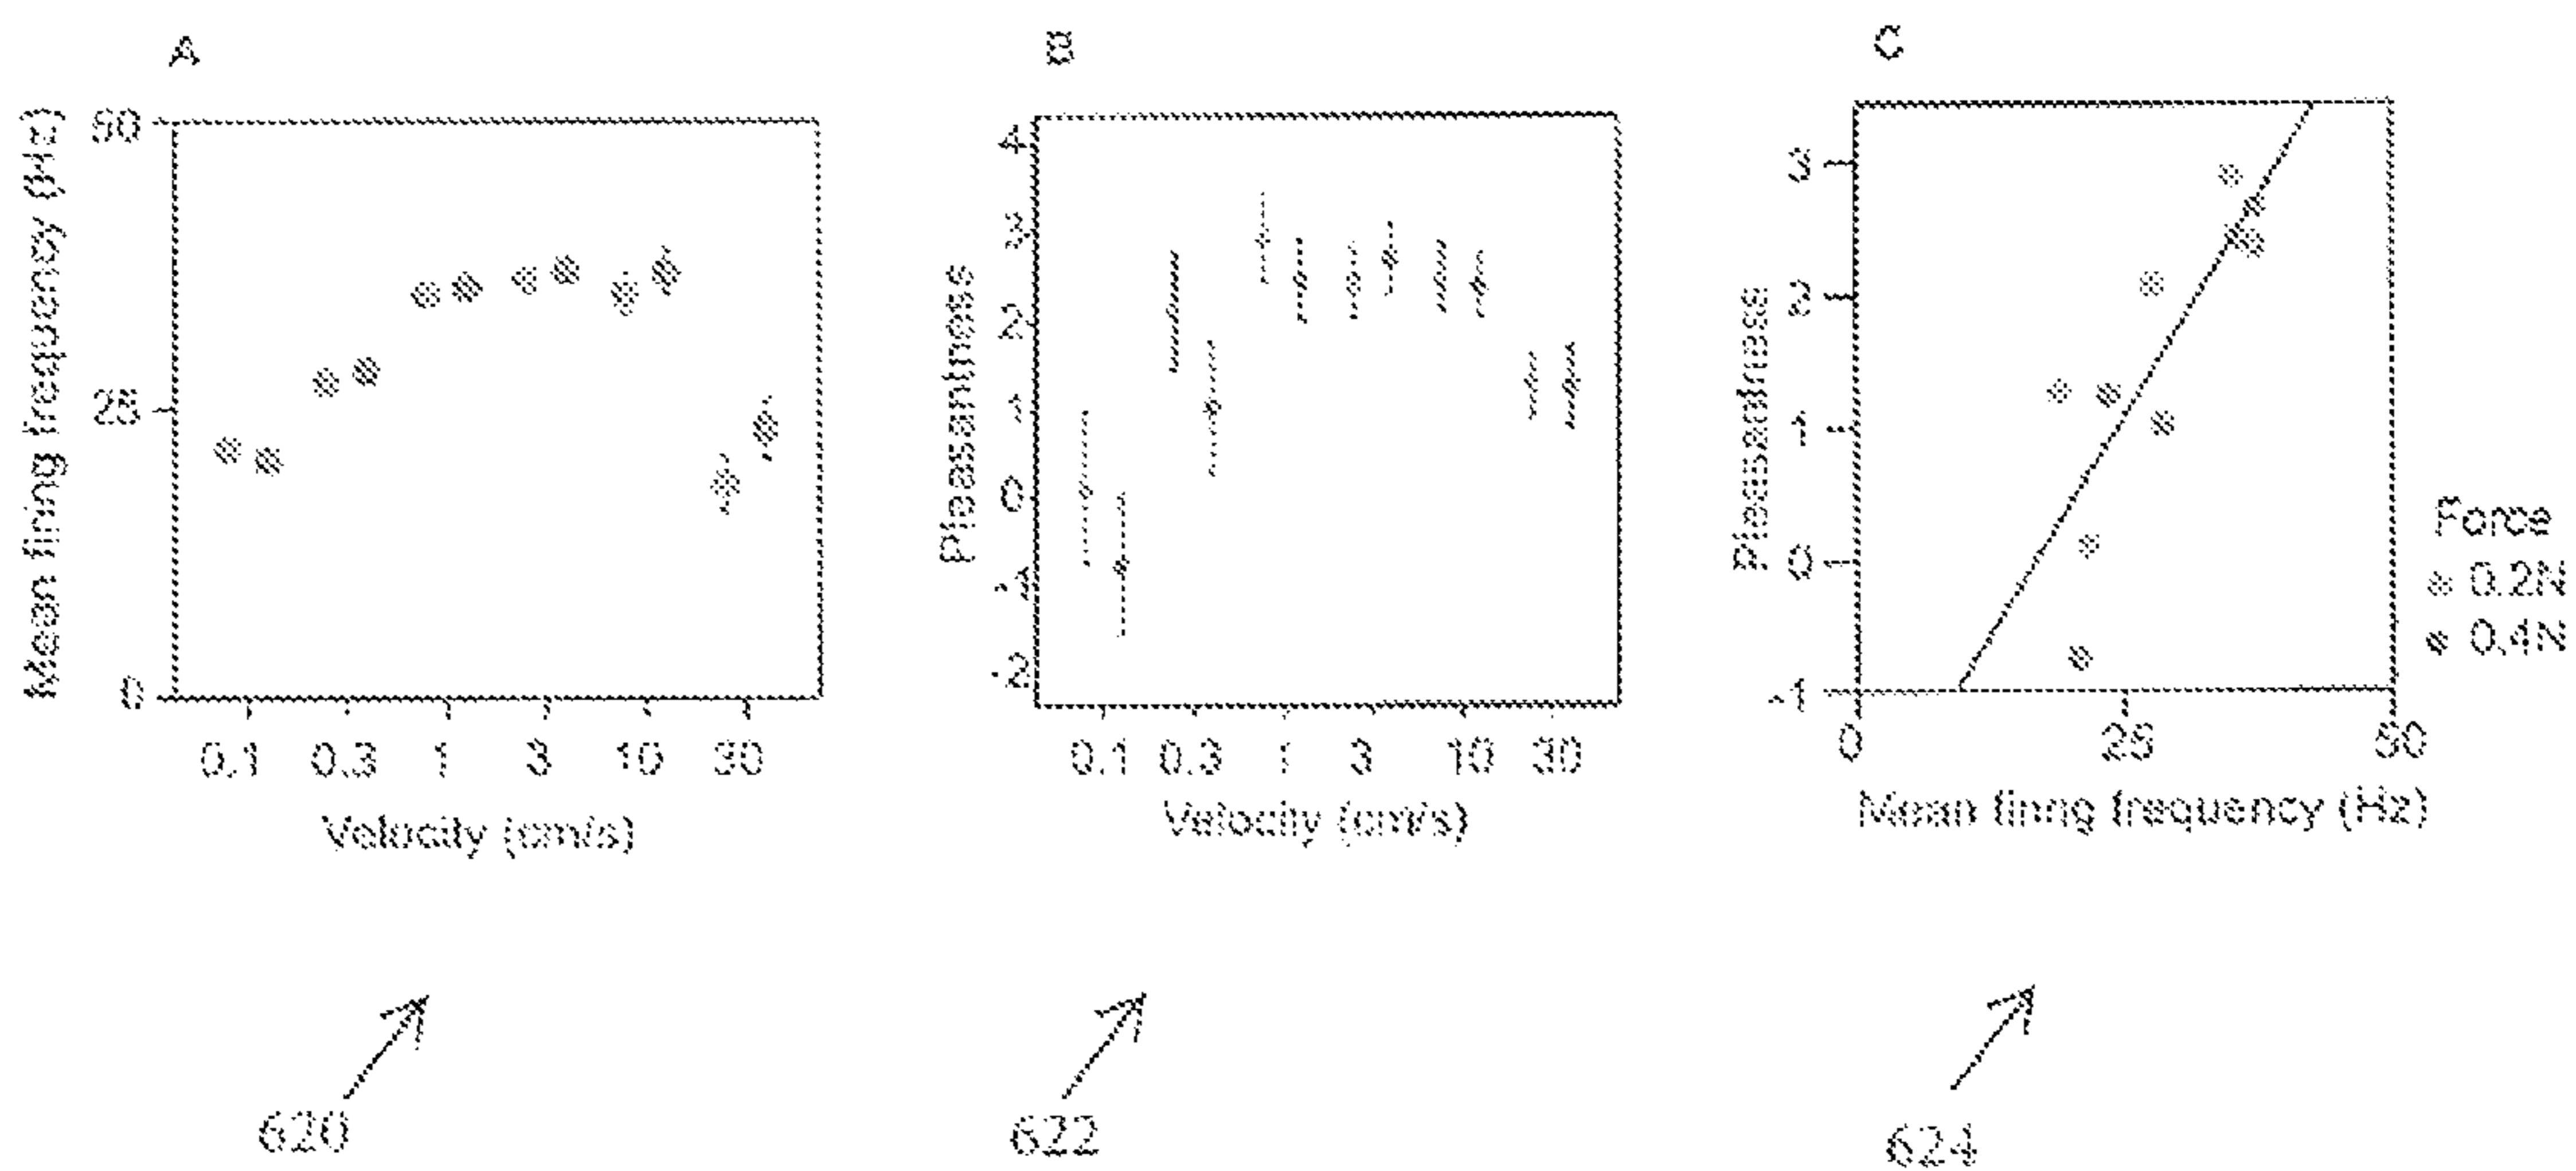 A
Mean firing frequency (Hz)
50
25
0
0.1 0.3 1 3 10 30
Velocity (cm/s)
620
B
Pleasantness
4
3
2
1
0
-1
-2
0.1 0.3 1 3 10 30
Velocity (cm/s)
622
C
Pleasantness
3
2
1
0
-1
0 25 50
Mean firing frequency (Hz)
Force
0.2N
0.4N
624